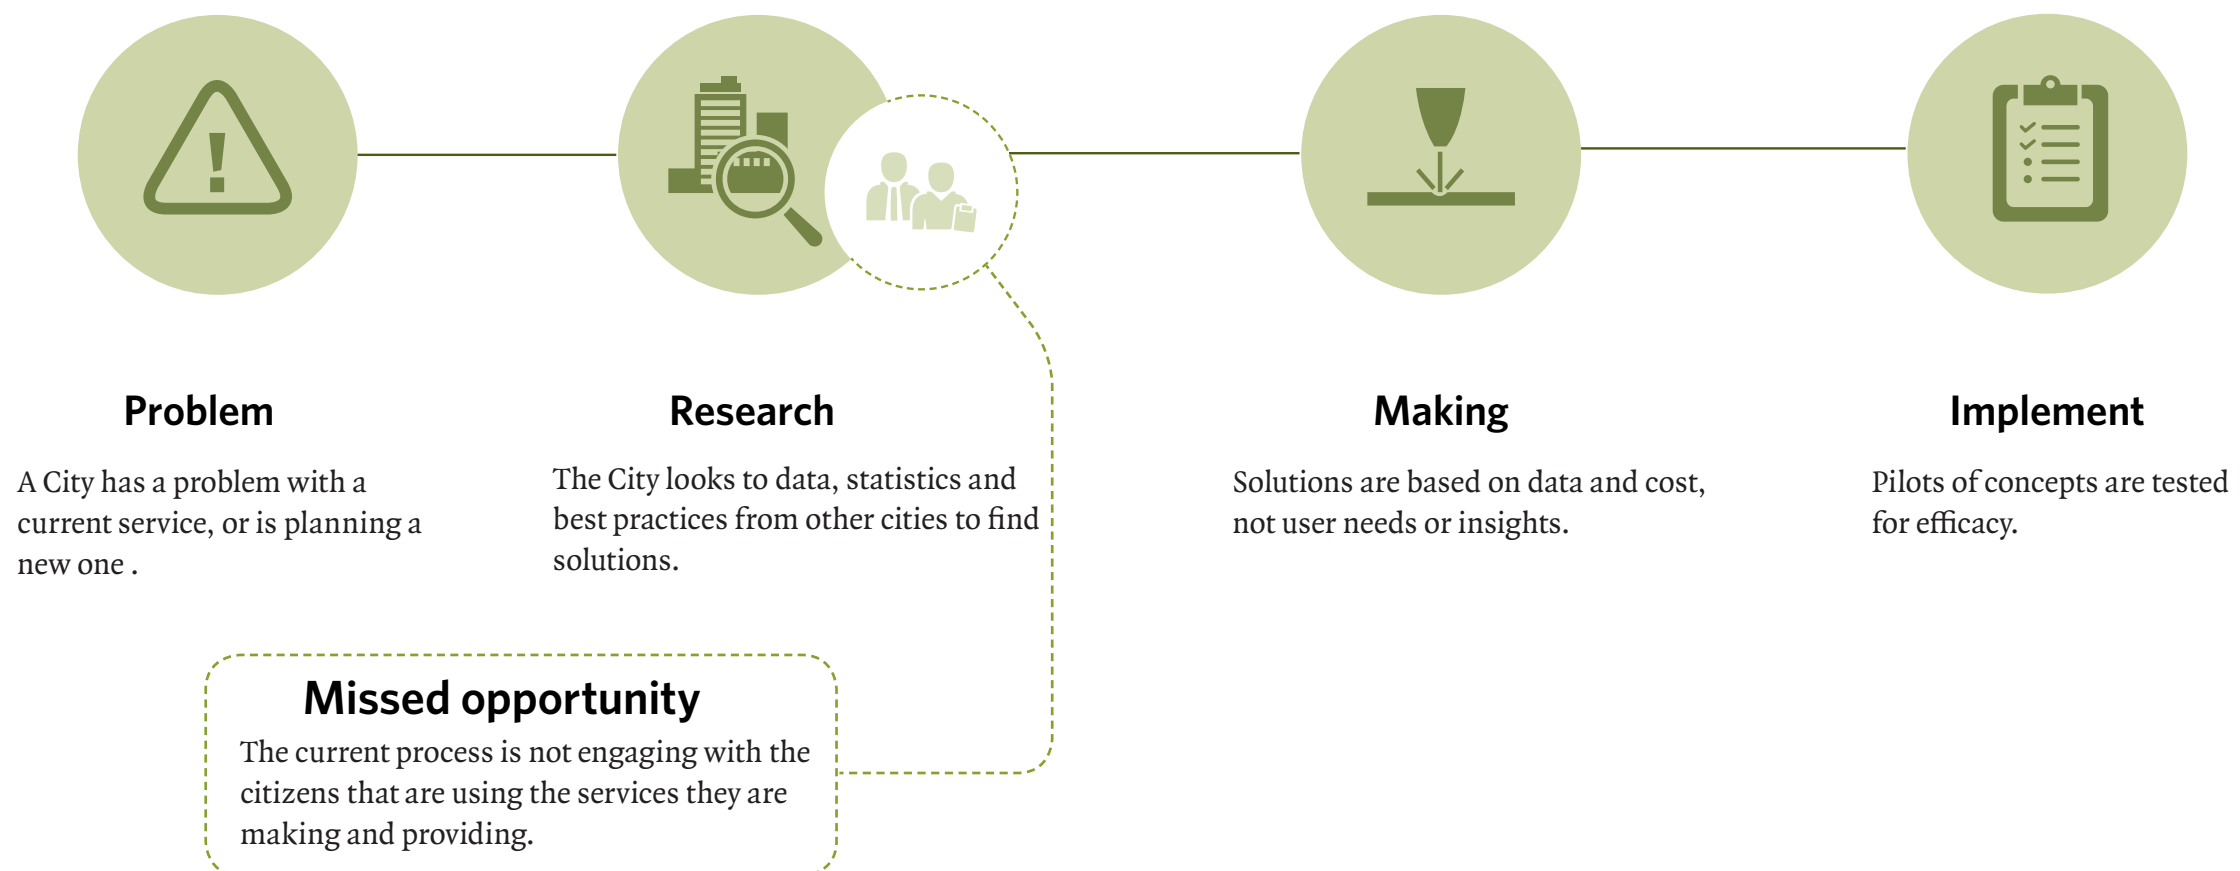 Problem
A City has a problem with a
current service, or is planning a
new one .
Research
The City looks to data, statistics and
best practices from other cities to find
solutions.
Making
Solutions are based on data and cost,
not user needs or insights.
Implement
Pilots of concepts are tested
for efficacy.
Missed opportunity
The current process is not engaging with the
citizens that are using the services they are
making and providing.